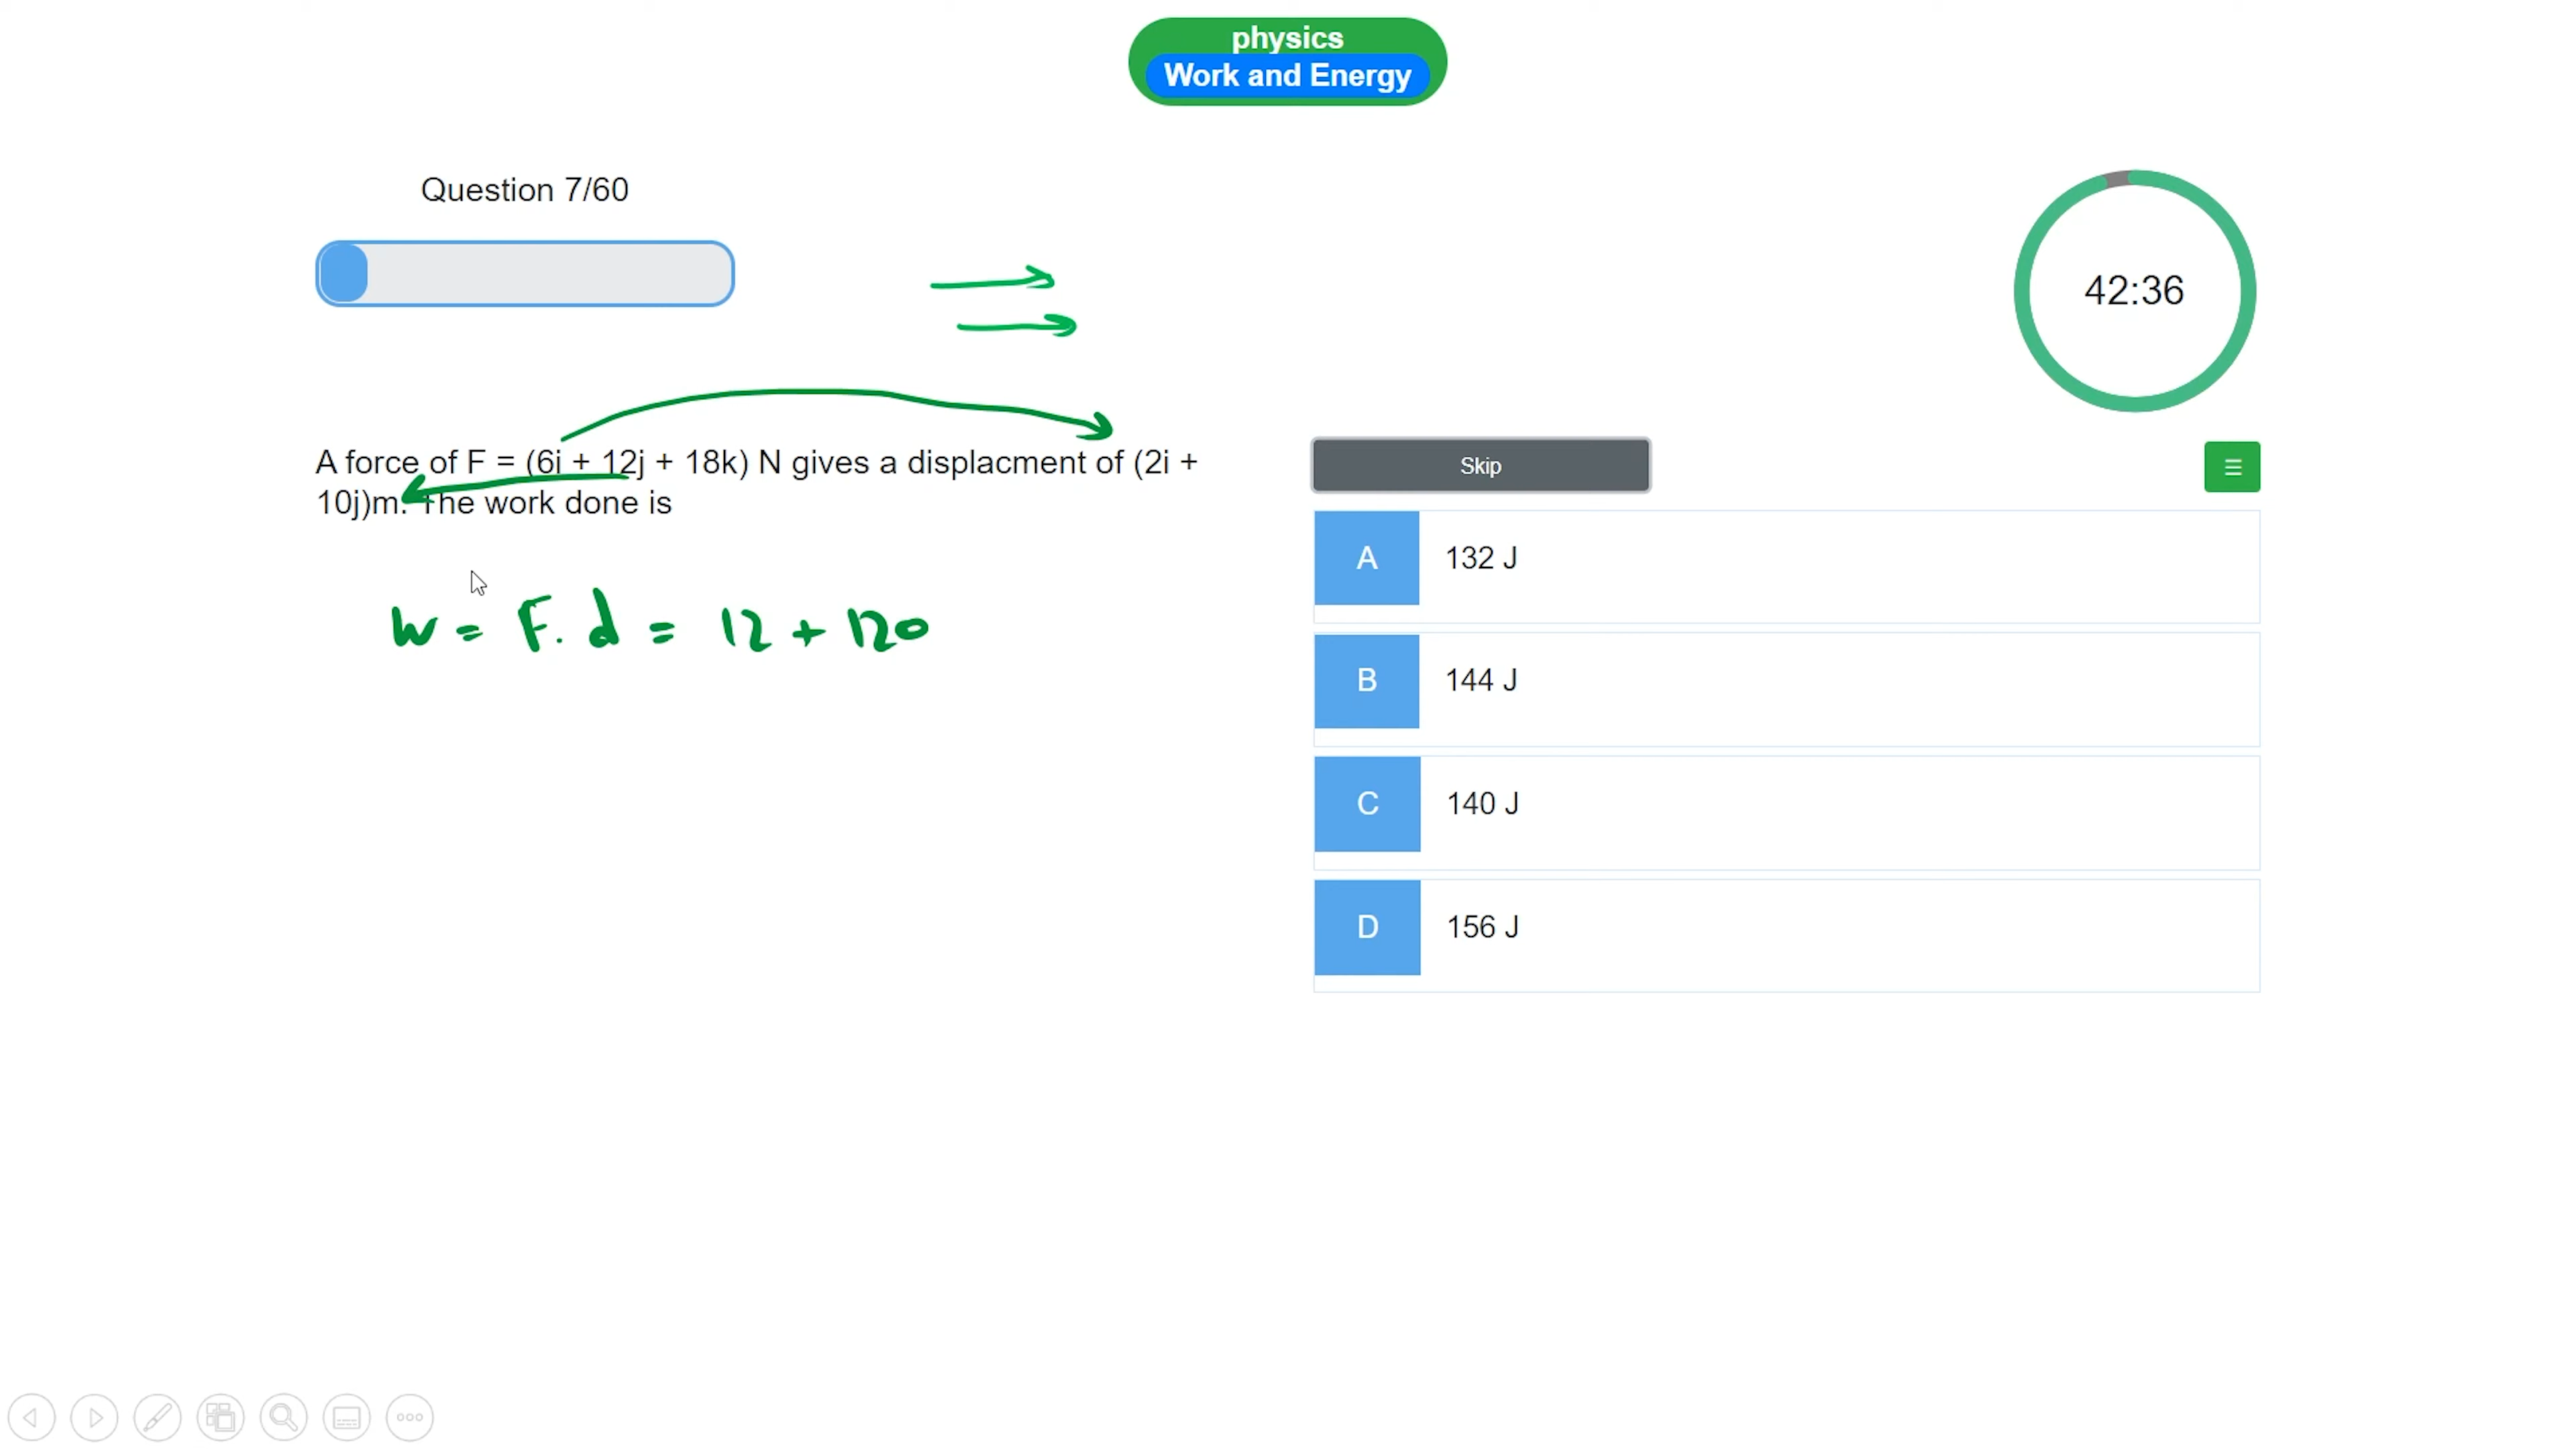 physics
Work and Energy
Question 7/60
42:36
A force of F = (6i + 12j + 18k) N gives a displacment of (2i +
10j)m. The work done is
W = F. d = 12 + 120
Skip
☰
A 132 J
B 144 J
C 140 J
D 156 J